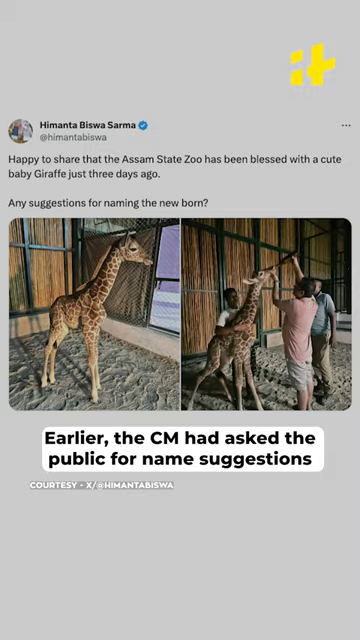 Himanta Biswa Sarma
@himantabiswa
Happy to share that the Assam State Zoo has been blessed with a cute
baby Giraffe just three days ago.
Any suggestions for naming the new born?
Earlier, the CM had asked the
public for name suggestions
COURTESY - X/@HIMANTABISWA